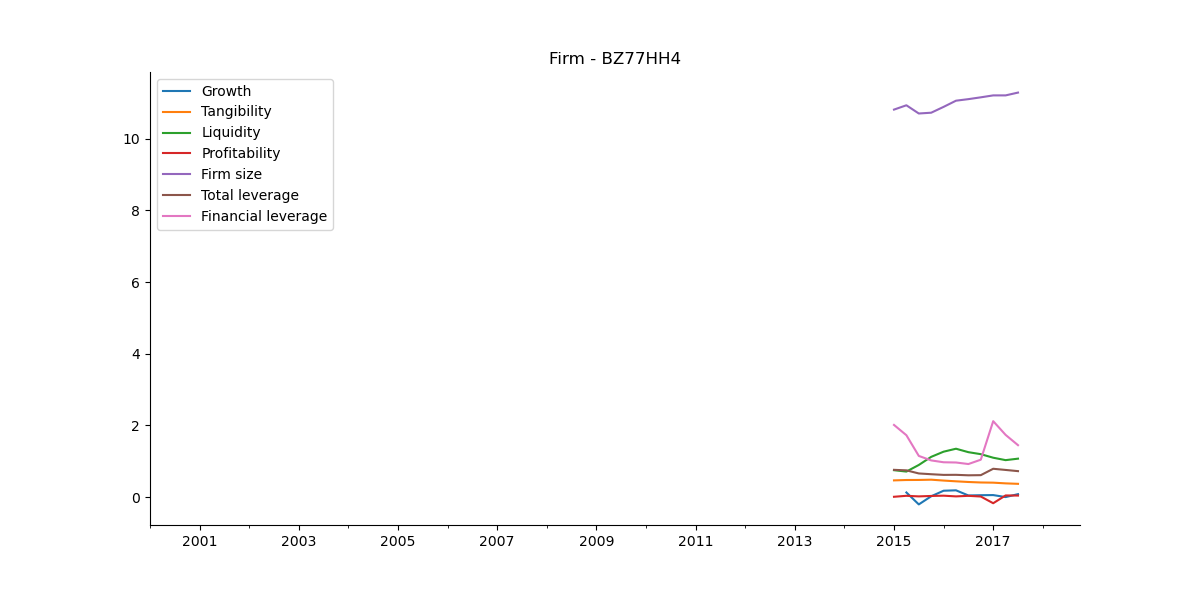 Firm - BZ77HH4
Growth
Tangibility
Liquidity
Profitability
Firm size
Total leverage
Financial leverage
10
8
6
4
2
0
2001 2003 2005 2007 2009 2011 2013 2015 2017